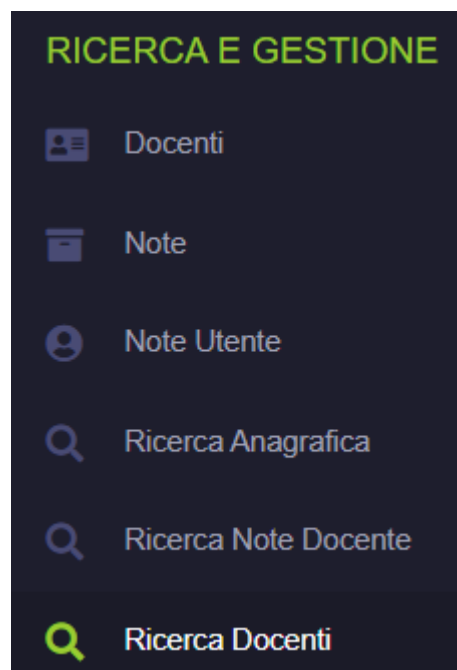 RICERCA E GESTIONE
Docenti
Note
Note Utente
Ricerca Anagrafica
Ricerca Note Docente
Ricerca Docenti